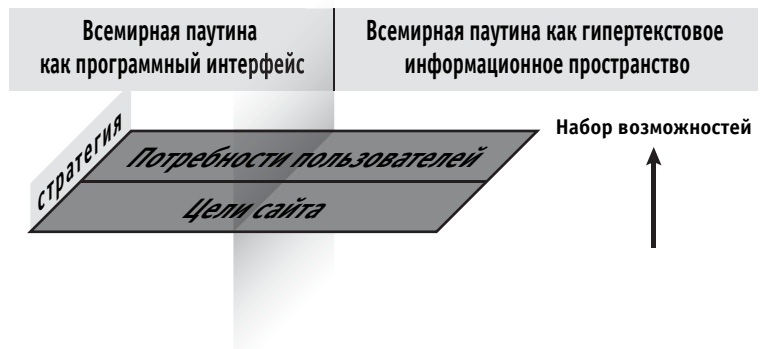 Всемирная паутина
как программный интерфейс
Всемирная паутина как гипертекстовое
информационное пространство
стратегия
Потребности пользователей
Цели сайта
Набор возможностей